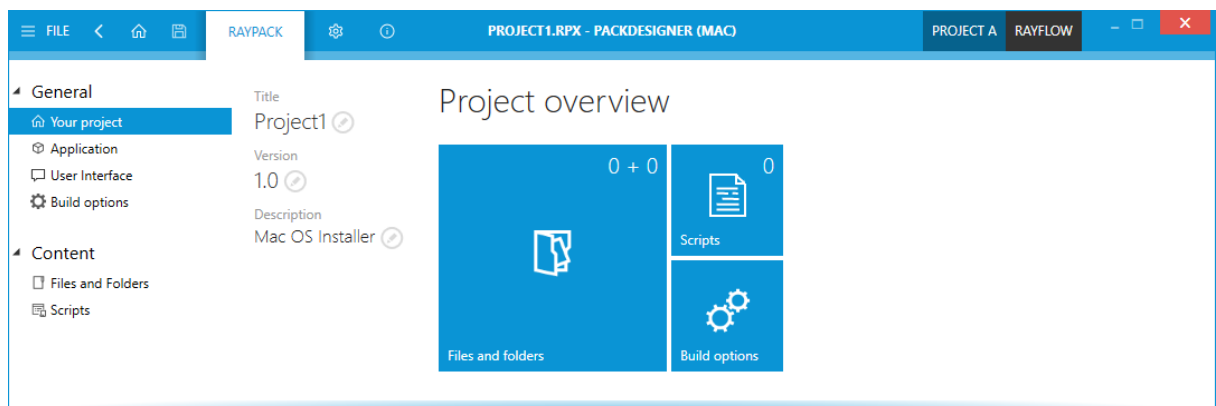 FILE
RAYPACK
PROJECT1.RPX - PACKDESIGNER (MAC)
PROJECT A
RAYFLOW
General
Your project
Application
User Interface
Build options
Content
Files and Folders
Scripts
Title
Project1
Version
1.0
Description
Mac OS Installer
Project overview
0 + 0
Files and folders
0
Scripts
Build options